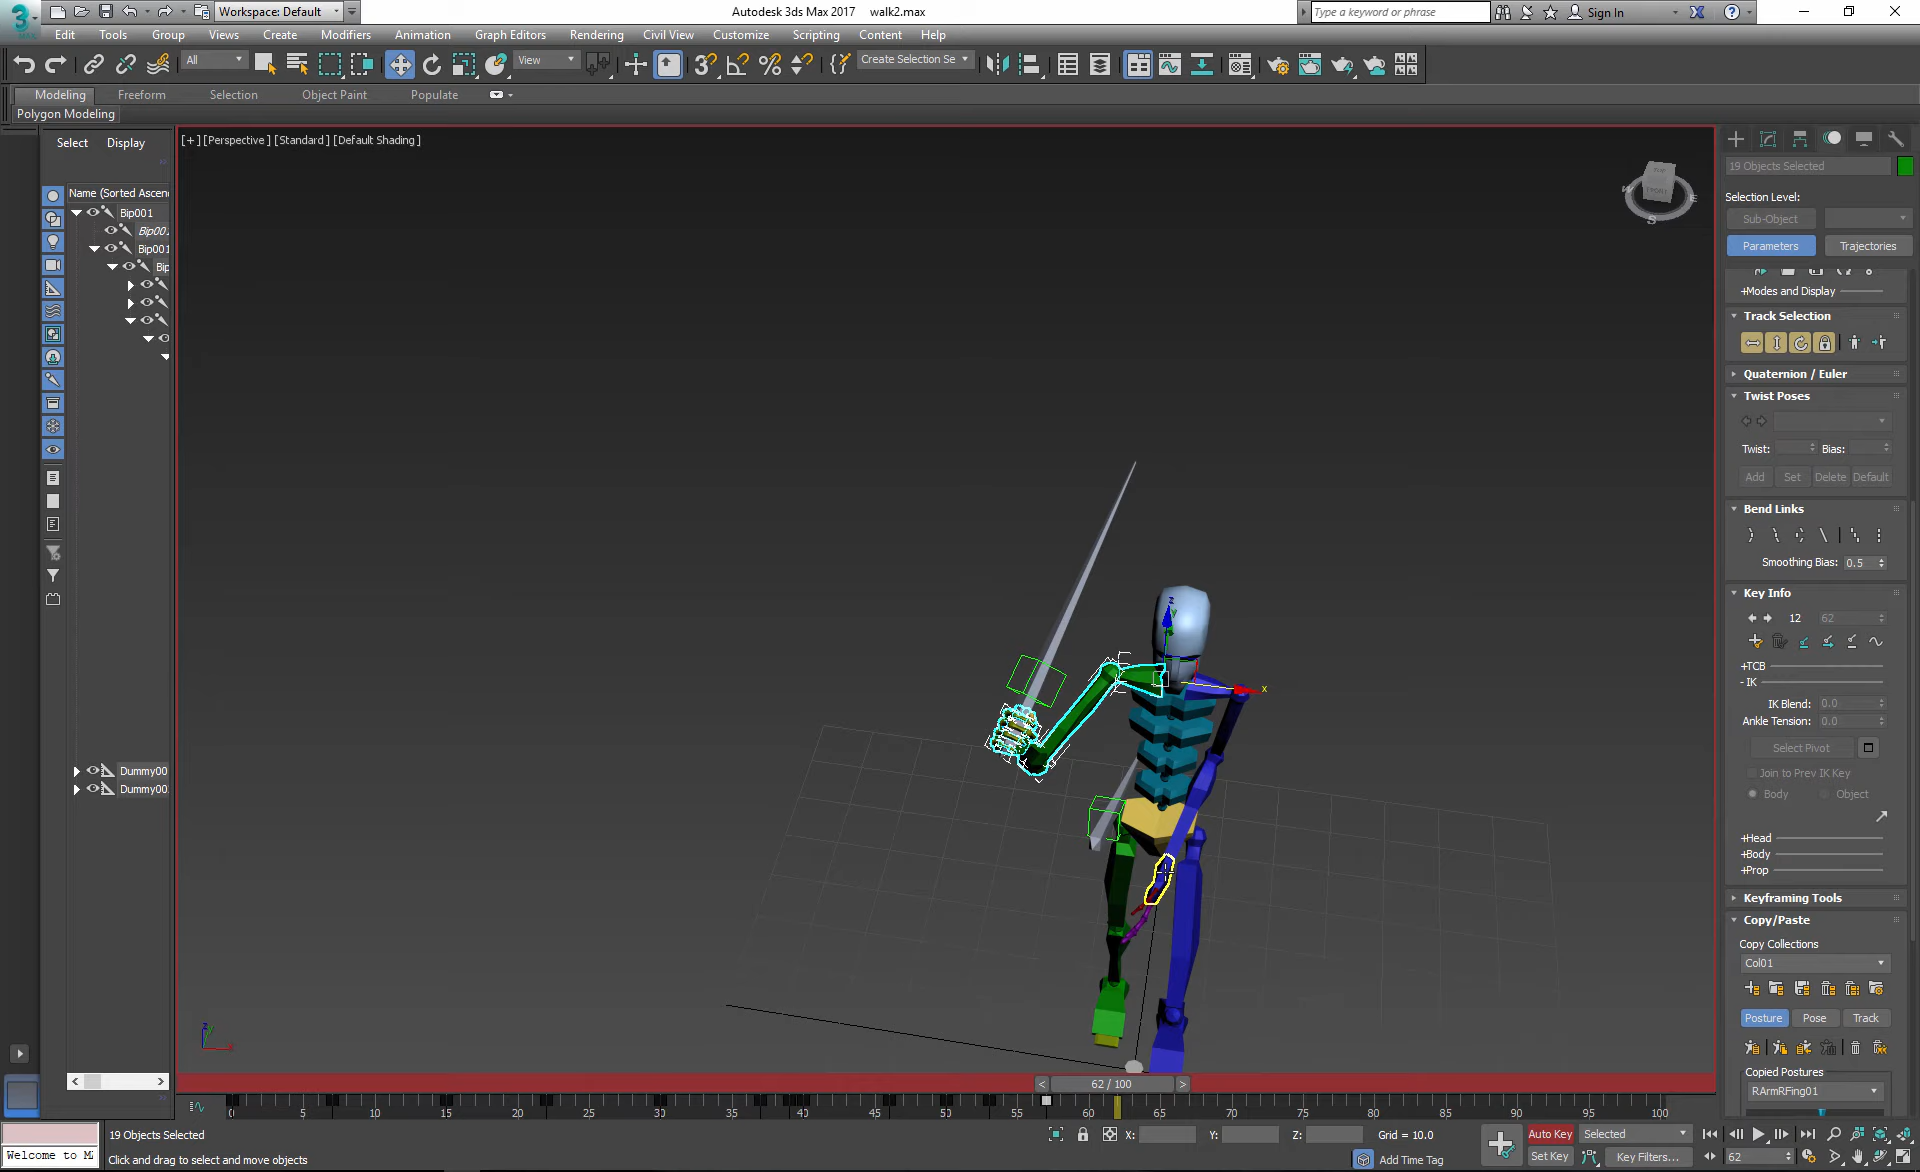 3
MAX
Workspace: Default
Autodesk 3ds Max 2017 walk2.max
Type a keyword or phrase
Sign In
Edit Tools Group Views Create Modifiers Animation Graph Editors Rendering Civil View Customize Scripting Content Help
All
View
Create Selection Se
Modeling Freeform Selection Object Paint Populate
Polygon Modeling
Select Display
[+] [Perspective ] [Standard ] [Default Shading ]
Name (Sorted Ascen
Bip001
Bip00
Bip001
Bip
Dummy00
Dummy00
19 Objects Selected
Selection Level:
Sub-Object
Parameters Trajectories
+Modes and Display
Track Selection
Quaternion / Euler
Twist Poses
Twist: Bias:
Add Set Delete Default
Bend Links
Smoothing Bias: 0.5
Key Info
12 62
+TCB
- IK
IK Blend: 0.0
Ankle Tension: 0.0
Select Pivot
Join to Prev IK Key
Body Object
+Head
+Body
+Prop
Keyframing Tools
Copy/Paste
Copy Collections
Col01
Posture Pose Track
Copied Postures
RArmRFing01
z
x
S
< 62 / 100 >
0 5 10 15 20 25 30 35 40 45 50 55 60 65 70 75 80 85 90 95 100
19 Objects Selected
X: Y: Z: Grid = 10.0
Auto Key Selected
Welcome to M
Click and drag to select and move objects
Add Time Tag
Set Key Key Filters...
62